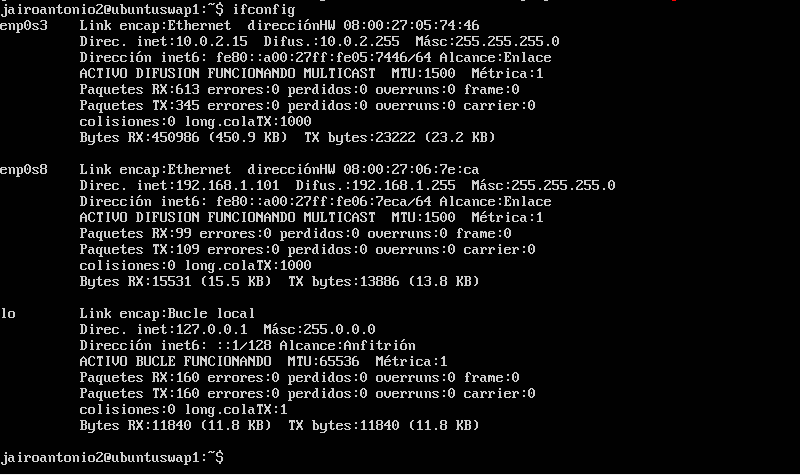 jairoantonio2@ubuntuswap1:~$ ifconfig
enp0s3    Link encap:Ethernet  direcciónHW 08:00:27:05:74:46
          Direc. inet:10.0.2.15  Difus.:10.0.2.255  Másc:255.255.255.0
          Dirección inet6: fe80::a00:27ff:fe05:7446/64 Alcance:Enlace
          ACTIVO DIFUSION FUNCIONANDO MULTICAST  MTU:1500  Métrica:1
          Paquetes RX:613 errores:0 perdidos:0 overruns:0 frame:0
          Paquetes TX:345 errores:0 perdidos:0 overruns:0 carrier:0
          colisiones:0 long.colaTX:1000
          Bytes RX:450986 (450.9 KB)  TX bytes:23222 (23.2 KB)
enp0s8    Link encap:Ethernet  direcciónHW 08:00:27:06:7e:ca
          Direc. inet:192.168.1.101  Difus.:192.168.1.255  Másc:255.255.255.0
          Dirección inet6: fe80::a00:27ff:fe06:7eca/64 Alcance:Enlace
          ACTIVO DIFUSION FUNCIONANDO MULTICAST  MTU:1500  Métrica:1
          Paquetes RX:99 errores:0 perdidos:0 overruns:0 frame:0
          Paquetes TX:109 errores:0 perdidos:0 overruns:0 carrier:0
          colisiones:0 long.colaTX:1000
          Bytes RX:15531 (15.5 KB)  TX bytes:13886 (13.8 KB)
lo        Link encap:Bucle local
          Direc. inet:127.0.0.1  Másc:255.0.0.0
          Dirección inet6: ::1/128 Alcance:Anfitrión
          ACTIVO BUCLE FUNCIONANDO  MTU:65536  Métrica:1
          Paquetes RX:160 errores:0 perdidos:0 overruns:0 frame:0
          Paquetes TX:160 errores:0 perdidos:0 overruns:0 carrier:0
          colisiones:0 long.colaTX:1
          Bytes RX:11840 (11.8 KB)  TX bytes:11840 (11.8 KB)
jairoantonio2@ubuntuswap1:~$